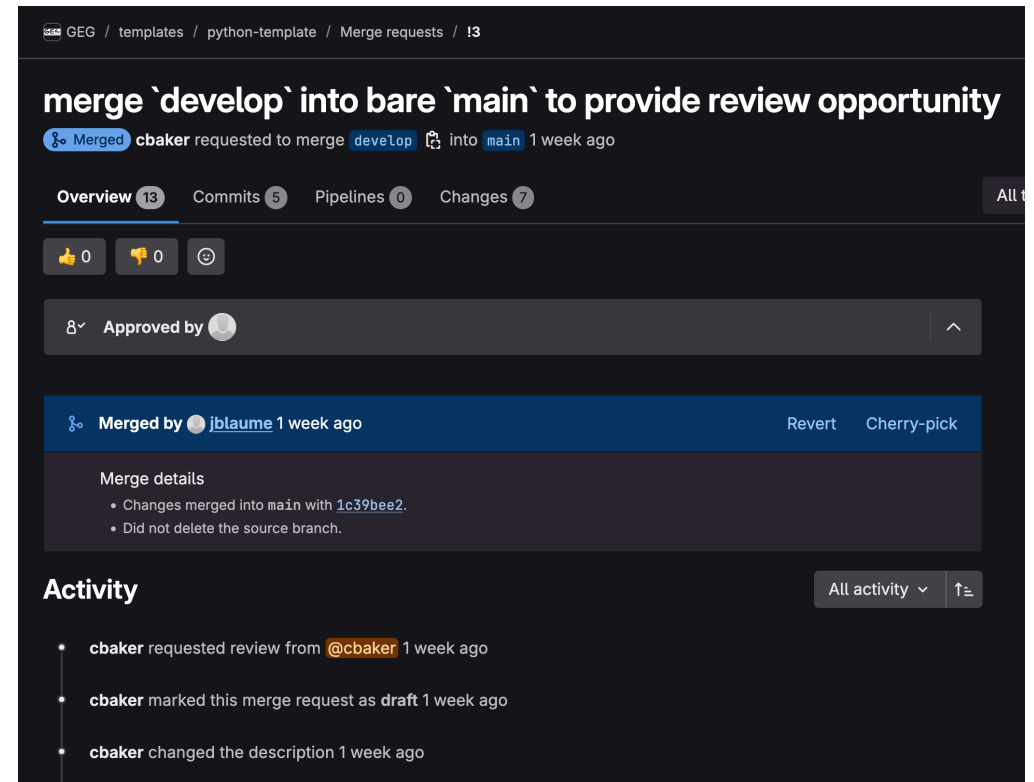 GEG GEG / templates / python-template / Merge requests / !3
merge `develop` into bare `main` to provide review opportunity
Merged cbaker requested to merge develop into main 1 week ago
Overview 13 Commits 5 Pipelines 0 Changes 7
All t
👍 0 👎 0
Approved by
Merged by jblaume 1 week ago Revert Cherry-pick
Merge details
• Changes merged into main with 1c39bee2.
• Did not delete the source branch.
Activity
All activity
cbaker requested review from @cbaker 1 week ago
cbaker marked this merge request as draft 1 week ago
cbaker changed the description 1 week ago